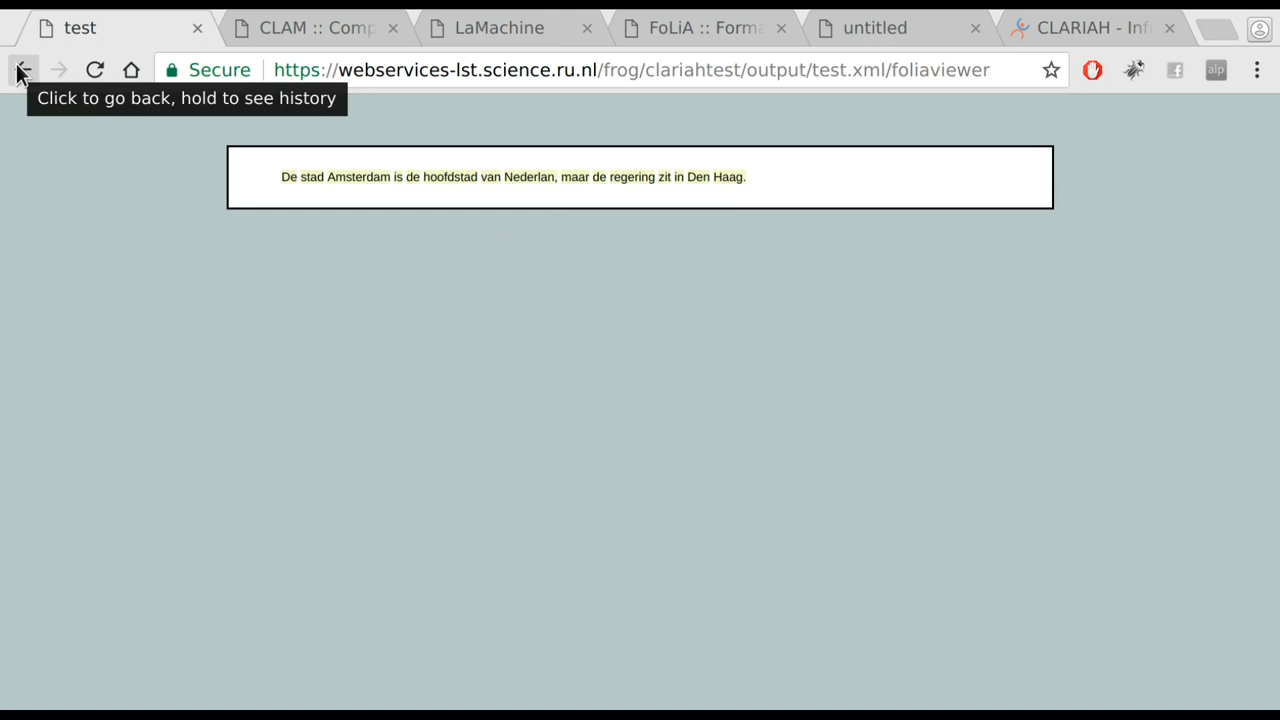 test
CLAM :: Comp
LaMachine
FoLiA :: Forma
untitled
CLARIAH - Inf
Secure
https://webservices-lst.science.ru.nl/frog/clariahtest/output/test.xml/foliaviewer
alp
Click to go back, hold to see history
De stad Amsterdam is de hoofdstad van Nederlan, maar de regering zit in Den Haag.